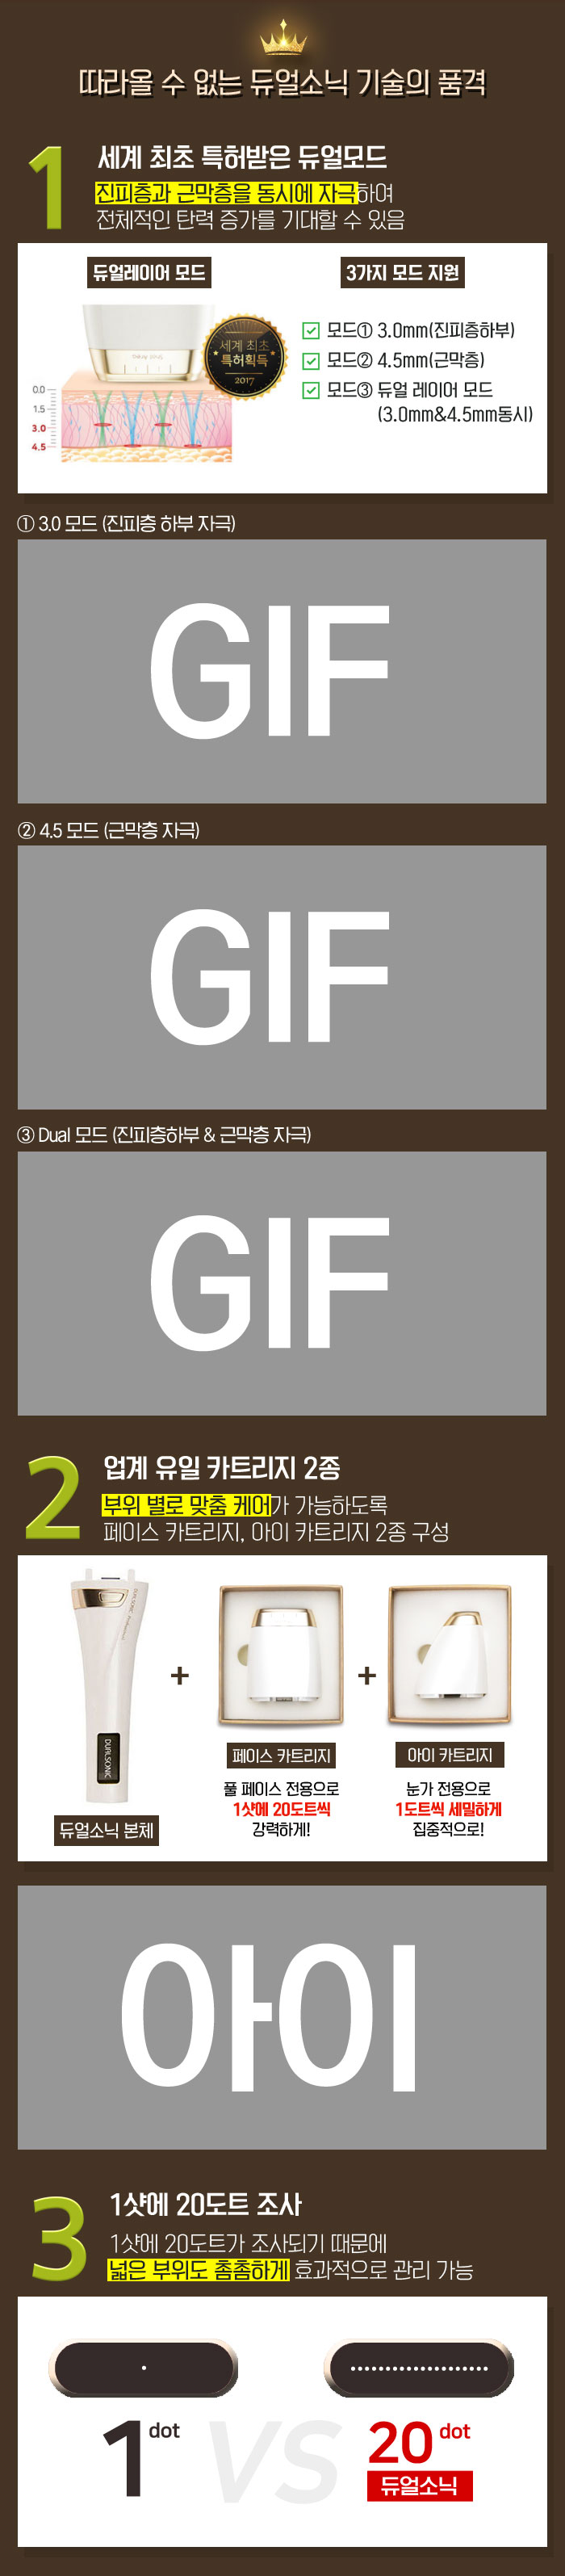 따라올 수 없는 듀얼소닉 기술의 품격
1
세계 최초 특허받은 듀얼모드
진피층과 근막층을 동시에 자극하여
전체적인 탄력 증가를 기대할 수 있음
듀얼레이어 모드
세계 최초
특허획득
2017
0.0
1.5
3.0
4.5
3가지 모드 지원
모드① 3.0mm(진피층하부)
모드② 4.5mm(근막층)
모드③ 듀얼 레이어 모드
(3.0mm&4.5mm동시)
① 3.0 모드 (진피층 하부 자극)
GIF
② 4.5 모드 (근막층 자극)
GIF
③ Dual 모드 (진피층하부 & 근막층 자극)
GIF
2
업계 유일 카트리지 2종
부위 별로 맞춤 케어가 가능하도록
페이스 카트리지, 아이 카트리지 2종 구성
DUALSONIC
듀얼소닉 본체
+
페이스 카트리지
풀 페이스 전용으로
1샷에 20도트씩
강력하게!
+
아이 카트리지
눈가 전용으로
1도트씩 세밀하게
집중적으로!
아이
3
1샷에 20도트 조사
1샷에 20도트가 조사되기 때문에
넓은 부위도 촘촘하게 효과적으로 관리 가능
1 dot
VS
20 dot
듀얼소닉